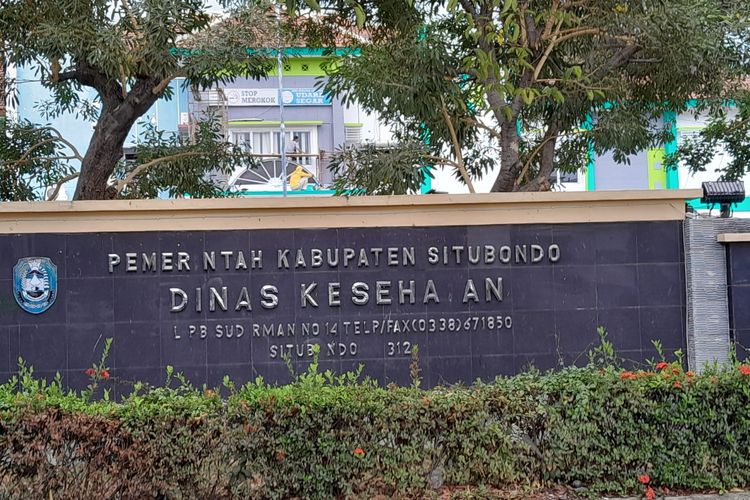 STOP
MEROKOK
UDARA
SEGAR
PEMER NTAH KABUPATEN SITUBONDO
DINAS KESEHA AN
L PB SUD RMAN NO 14 TELP/FAX(0338)671850
SITUB NDO 312